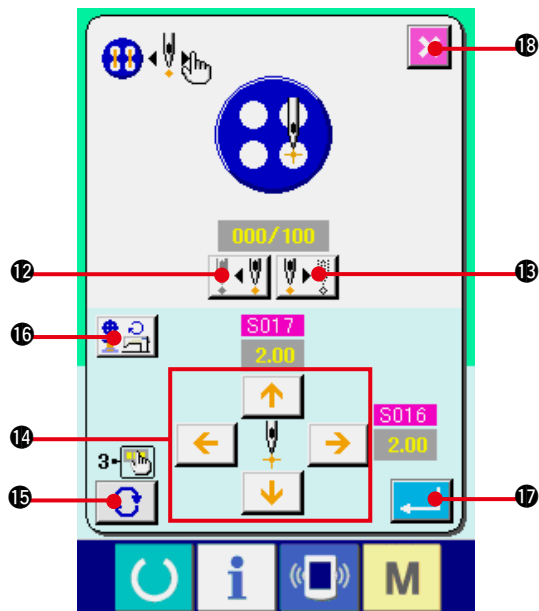 ⓲
000/100
⓬
⓭
⓰
S017
2.00
S016
2.00
⓮
3
⓯
⓱
i
M